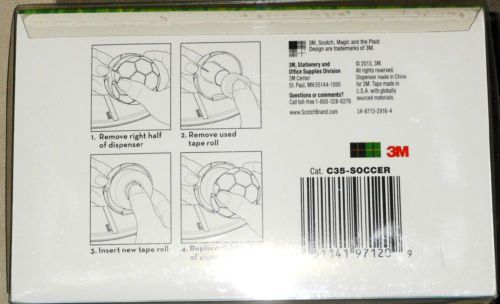 3M, Scotch, Magic and the Plaid
Design are trademarks of 3M.
3M, Stationery and
Office Supplies Division
3M Center
St. Paul, MN 55144-1000
Questions or comments?
Call toll-free 1-800-328-6276
www.ScotchBrand.com
© 2013, 3M.
All rights reserved.
Dispenser made in China
for 3M. Tape made in
U.S.A. with globally
sourced materials
34-8713-2916-4
1. Remove right half
of dispenser
2. Remove used
tape roll
3. Insert new tape roll
4. Replace
of
3M
Cat. C35-SOCCER
51141 97120 9